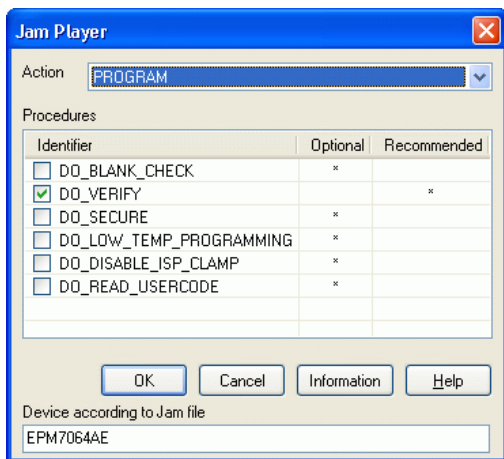 Jam Player
Action PROGRAM
Procedures
Identifier Optional Recommended
DO_BLANK_CHECK *
DO_VERIFY *
DO_SECURE *
DO_LOW_TEMP_PROGRAMMING *
DO_DISABLE_ISP_CLAMP *
DO_READ_USERCODE *
OK Cancel Information Help
Device according to Jam file
EPM7064AE